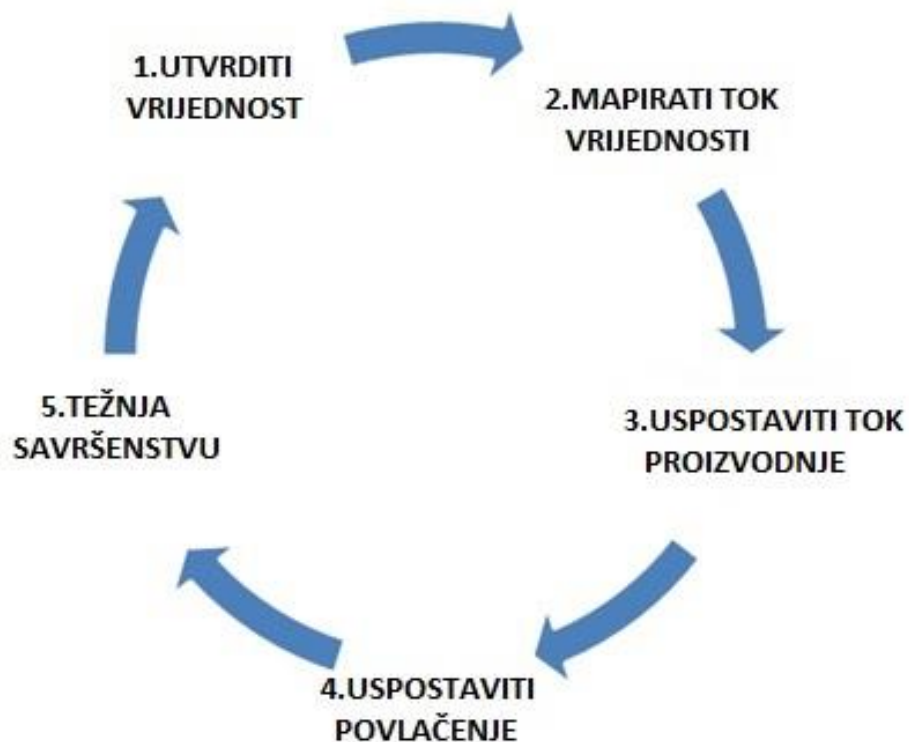 1.UTVRDITI
VRIJEDNOST
2.MAPIRATI TOK
VRIJEDNOSTI
3.USPOSTAVITI TOK
PROIZVODNJE
4.USPOSTAVITI
POVLAČENJE
5.TEŽNJA
SAVRŠENSTVU